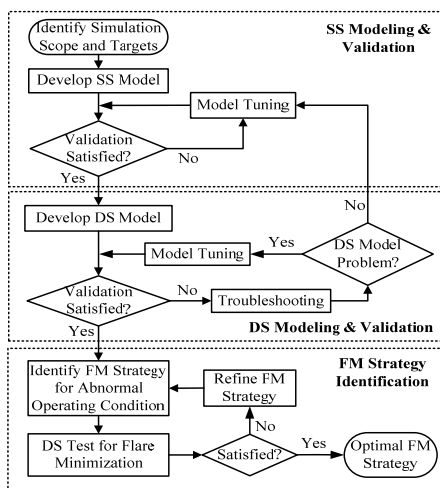 Identify Simulation
Scope and Targets
SS Modeling &
Validation
Develop SS Model
Model Tuning
Validation
Satisfied?
No
Yes
No
Develop DS Model
Model Tuning
Yes
DS Model
Problem?
Validation
Satisfied?
No
Troubleshooting
Yes
DS Modeling & Validation
Identify FM Strategy
for Abnormal
Operating Condition
Refine FM
Strategy
FM Strategy
Identification
No
DS Test for Flare
Minimization
Satisfied?
Yes
Optimal FM
Strategy